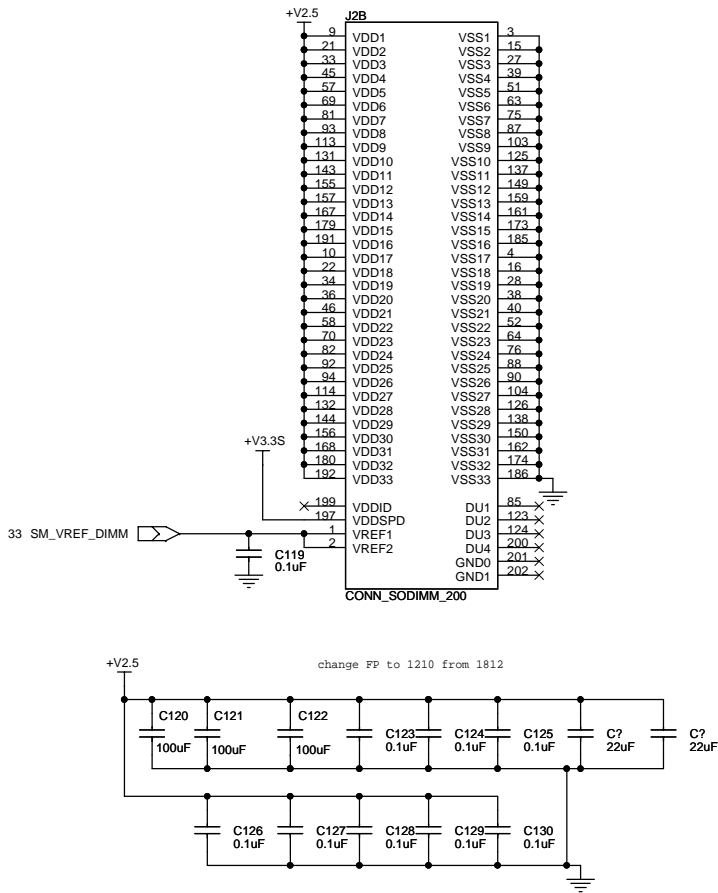 +V2.5
J2B
9 VDD1 VSS1 3
21 VDD2 VSS2 15
33 VDD3 VSS3 27
45 VDD4 VSS4 39
57 VDD5 VSS5 51
69 VDD6 VSS6 63
81 VDD7 VSS7 75
93 VDD8 VSS8 87
113 VDD9 VSS9 103
131 VDD10 VSS10 125
143 VDD11 VSS11 137
155 VDD12 VSS12 149
157 VDD13 VSS13 159
167 VDD14 VSS14 161
179 VDD15 VSS15 173
191 VDD16 VSS16 185
10 VDD17 VSS17 4
22 VDD18 VSS18 16
34 VDD19 VSS19 28
36 VDD20 VSS20 38
46 VDD21 VSS21 40
58 VDD22 VSS22 52
70 VDD23 VSS23 64
82 VDD24 VSS24 76
92 VDD25 VSS25 88
94 VDD26 VSS26 90
114 VDD27 VSS27 104
132 VDD28 VSS28 126
144 VDD29 VSS29 138
156 VDD30 VSS30 150
168 VDD31 VSS31 162
180 VDD32 VSS32 174
192 VDD33 VSS33 186
+V3.3S
199 VDDID DU1 85
197 VDDSPD DU2 123
33 SM_VREF_DIMM 1 VREF1 DU3 124
2 VREF2 DU4 200
GND0 201
GND1 202
C119
0.1uF
CONN_SODIMM_200
+V2.5
change FP to 1210 from 1812
C120 C121 C122 C123 C124 C125 C? C?
100uF 100uF 100uF 0.1uF 0.1uF 0.1uF 22uF 22uF
C126 C127 C128 C129 C130
0.1uF 0.1uF 0.1uF 0.1uF 0.1uF